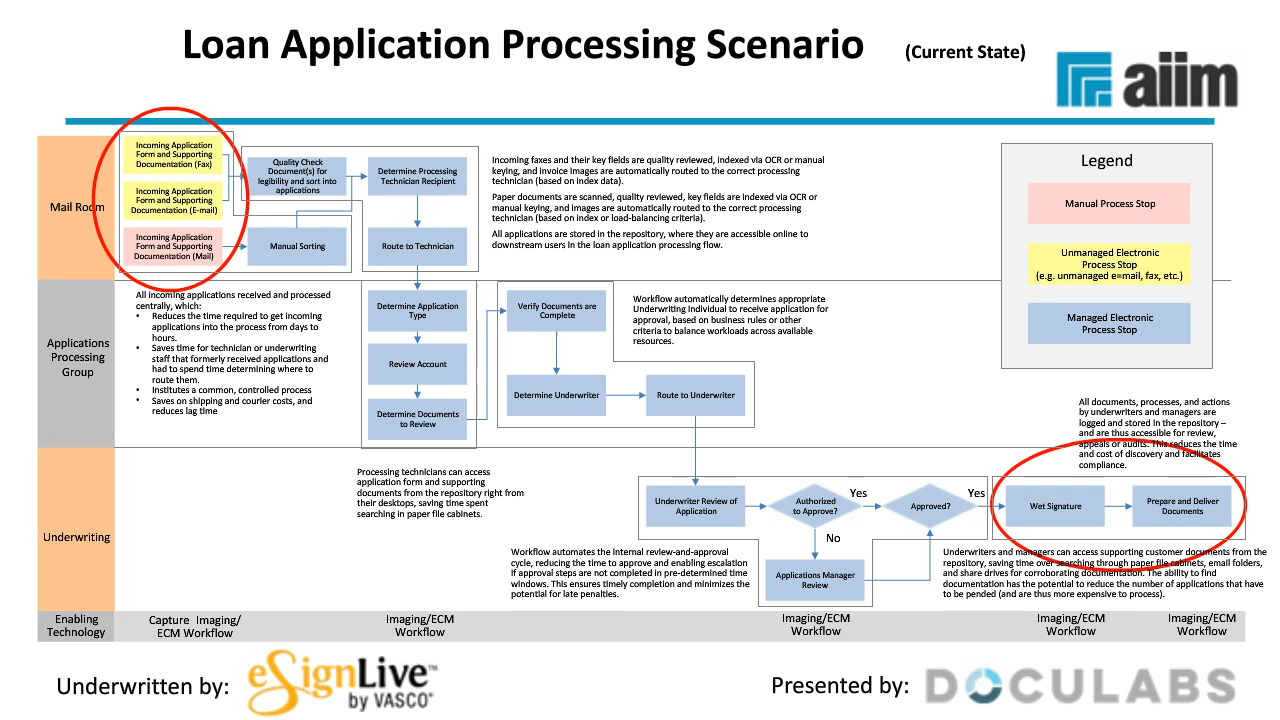 Loan Application Processing Scenario (Current State)
aiim
Mail Room
Incoming Application
Form and Supporting
Documentation (Fax)
Incoming Application
Form and Supporting
Documentation (E-mail)
Incoming Application
Form and Supporting
Documentation (Mail)
Quality Check
Document(s) for
legibility and sort into
applications
Manual Sorting
Determine Processing
Technician Recipient
Route to Technician
Incoming faxes and their key fields are quality reviewed, indexed via OCR or manual
keying, and invoice images are automatically routed to the correct processing
technician (based on index data).
Paper documents are scanned, quality reviewed, key fields are indexed via OCR or
manual keying, and images are automatically routed to the correct processing
technician (based on index or load-balancing criteria).
All applications are stored in the repository, where they are accessible online to
downstream users in the loan application processing flow.
Legend
Manual Process Stop
Unmanaged Electronic
Process Stop
(e.g. unmanaged e=mail, fax, etc.)
Managed Electronic
Process Stop
Applications
Processing
Group
All incoming applications received and processed
centrally, which:
• Reduces the time required to get incoming
applications into the process from days to
hours.
• Saves time for technician or underwriting
staff that formerly received applications and
had to spend time determining where to
route them.
• Institutes a common, controlled process
• Saves on shipping and courier costs, and
reduces lag time
Determine Application
Type
Review Account
Determine Documents
to Review
Verify Documents are
Complete
Determine Underwriter
Route to Underwriter
Workflow automatically determines appropriate
Underwriting individual to receive application for
approval, based on business rules or other
criteria to balance workloads across available
resources.
All documents, processes, and actions
by underwriters and managers are
logged and stored in the repository –
and are thus accessible for review,
appeals or audits. This reduces the time
and cost of discovery and facilitates
compliance.
Underwriting
Processing technicians can access
application form and supporting
documents from the repository right from
their desktops, saving time spent
searching in paper file cabinets.
Underwriter Review of
Application
Authorized
to Approve?
Yes
No
Approved?
Yes
Applications Manager
Review
Wet Signature
Prepare and Deliver
Documents
Workflow automates the internal review-and-approval
cycle, reducing the time to approve and enabling escalation
if approval steps are not completed in pre-determined time
windows. This ensures timely completion and minimizes the
potential for late penalties.
Underwriters and managers can access supporting customer documents from the
repository, saving time over searching through paper file cabinets, email folders,
and share drives for corroborating documentation. The ability to find
documentation has the potential to reduce the number of applications that have
to be pended (and are thus more expensive to process).
Enabling
Technology
Capture Imaging/
ECM Workflow
Imaging/ECM
Workflow
Imaging/ECM
Workflow
Imaging/ECM
Workflow
Imaging/ECM
Workflow
Underwritten by:
eSignLive™
by VASCO®
Presented by:
DOCULABS